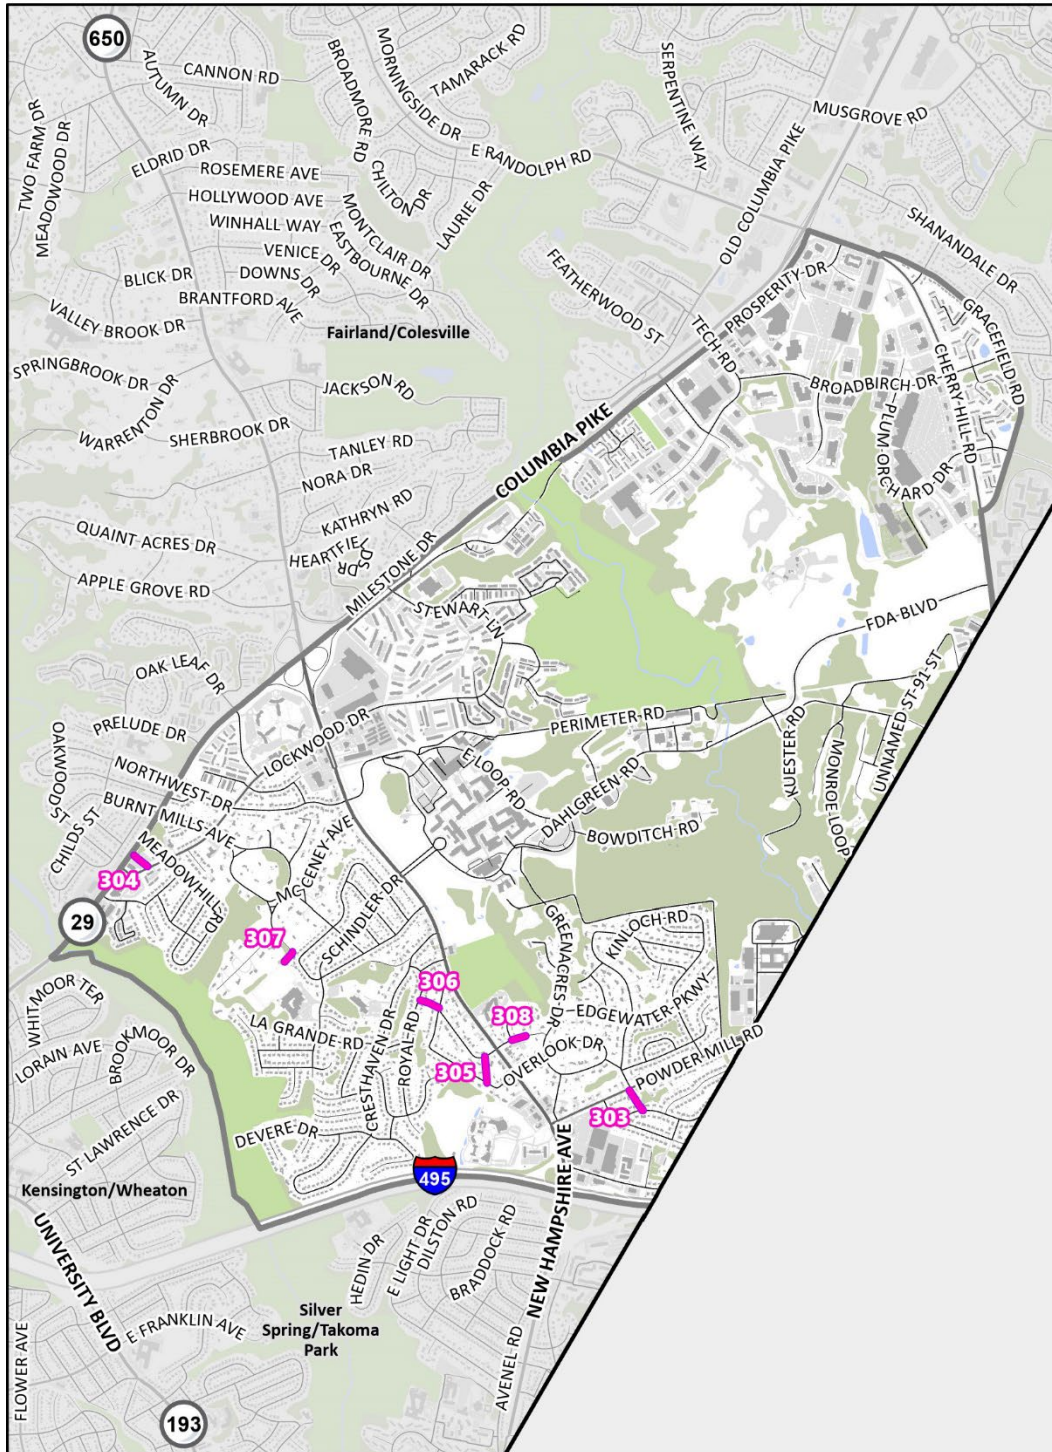 650
CANNON RD
AUTUMN DR
BROADMORE RD
MORNINGSIDE DR
TAMARACK RD
SERPENTINE WAY
MUSGROVE RD
TWO FARM DR
MEADOWOOD DR
ELDRID DR
ROSEMERE AVE
HOLLYWOOD AVE
WINHALL WAY
CHILTON DR
E RANDOLPH RD
LAURIE DR
MONTCLAIR DR
EASTBOURNE DR
VENICE DR
DOWNS DR
BLICK DR
BRANTFORD AVE
OLD COLUMBIA PIKE
SHANANDALE DR
FEATHERWOOD ST
VALLEY BROOK DR
Fairland/Colesville
TECH RD
PROSPERITY DR
GRACEFIELD RD
CHERRY HILL RD
BROADBIRCH DR
PLUM ORCHARD DR
SPRINGBROOK DR
WARRENTON DR
JACKSON RD
SHERBROOK DR
TANLEY RD
NORA DR
KATHRYN RD
COLUMBIA PIKE
QUAINT ACRES DR
HEARTFIELDS DR
APPLE GROVE RD
MILESTONE DR
STEWART LN
FDA BLVD
OAK LEAF DR
PRELUDE DR
LOCKWOOD DR
PERIMETER RD
KUESTER RD
MONROE LOOP
UNNAMED ST 91 ST
OAKWOOD ST
NORTHWEST DR
BURNT MILLS AVE
CHILDS ST
E LOOP RD
DAHLGREEN RD
BOWDITCH RD
MCCENEY AVE
MEADOWHILL RD
304
29
SCHINDLER DR
307
GREENACRES DR
KINLOCH RD
WHITMOOR TER
306
308
EDGEWATER PKWY
LORAIN AVE
BROOKMOOR DR
LA GRANDE RD
CRESTHAVEN DR
ROYAL RD
305
OVERLOOK DR
POWDER MILL RD
303
ST LAWRENCE DR
DEVERE DR
495
Kensington/Wheaton
NEW HAMPSHIRE AVE
UNIVERSITY BLVD
HEDIN DR
E LIGHT DR
DILSTON RD
BRADDOCK RD
Silver
Spring/Takoma
Park
E FRANKLIN AVE
FLOWER AVE
AVENEL RD
193